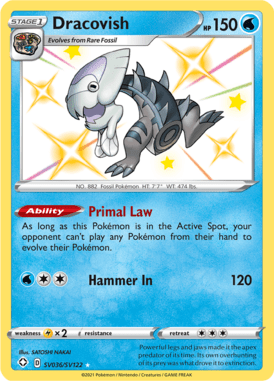 STAGE 1 Dracovish HP 150
Evolves from Rare Fossil
NO. 882 Fossil Pokémon HT: 7'7" WT: 474 lbs.
Ability Primal Law
As long as this Pokémon is in the Active Spot, your
opponent can't play any Pokémon from their hand to
evolve their Pokémon.
Hammer In 120
weakness ×2 resistance retreat
Illus. SATOSHI NAKAI
D SV036/SV122
Powerful legs and jaws made it the apex
predator of its time. Its own overhunting
of its prey was what drove it to extinction.
©2021 Pokémon / Nintendo / Creatures / GAME FREAK